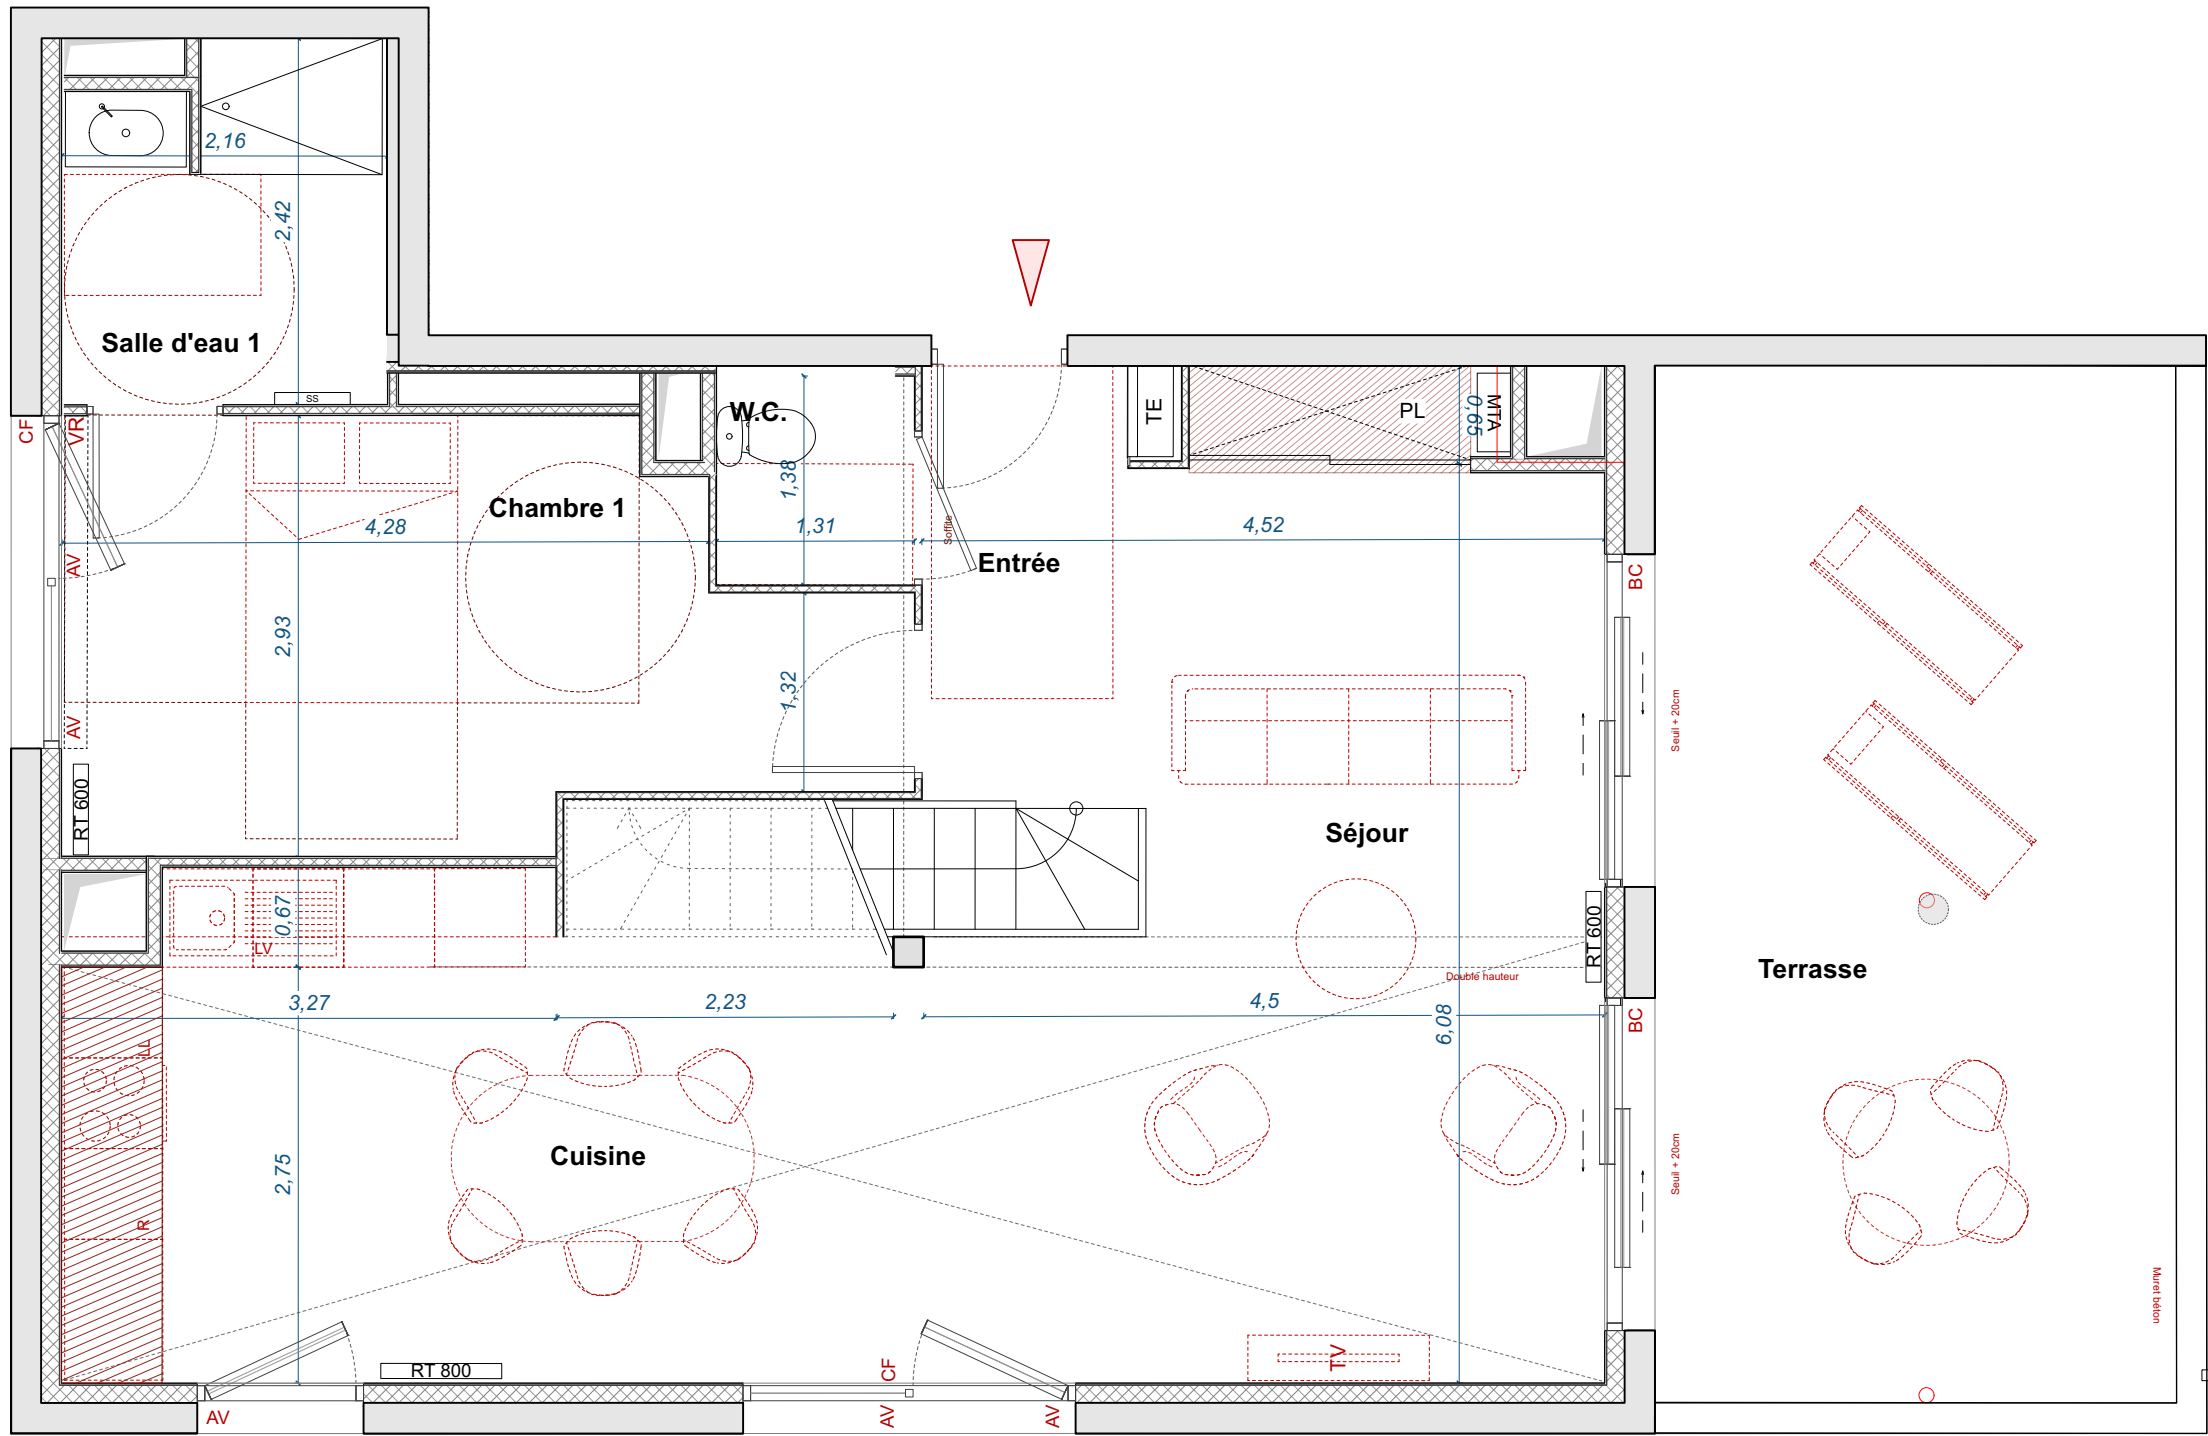 2,16
2,42
Salle d'eau 1
SS
CF
VR
W.C.
TE
PL
0,65
MTA
1,38
Chambre 1
4,28
1,31
Soffite
4,52
Entrée
AV
BC
2,93
1,32
AV
Seuil + 20cm
RT 600
Séjour
0,67
LV
RT 600
Double hauteur
Terrasse
3,27
2,23
4,5
6,08
BC
LL
Cuisine
2,75
R
Seuil + 20cm
Muret béton
TV
RT 800
CF
AV
AV
AV